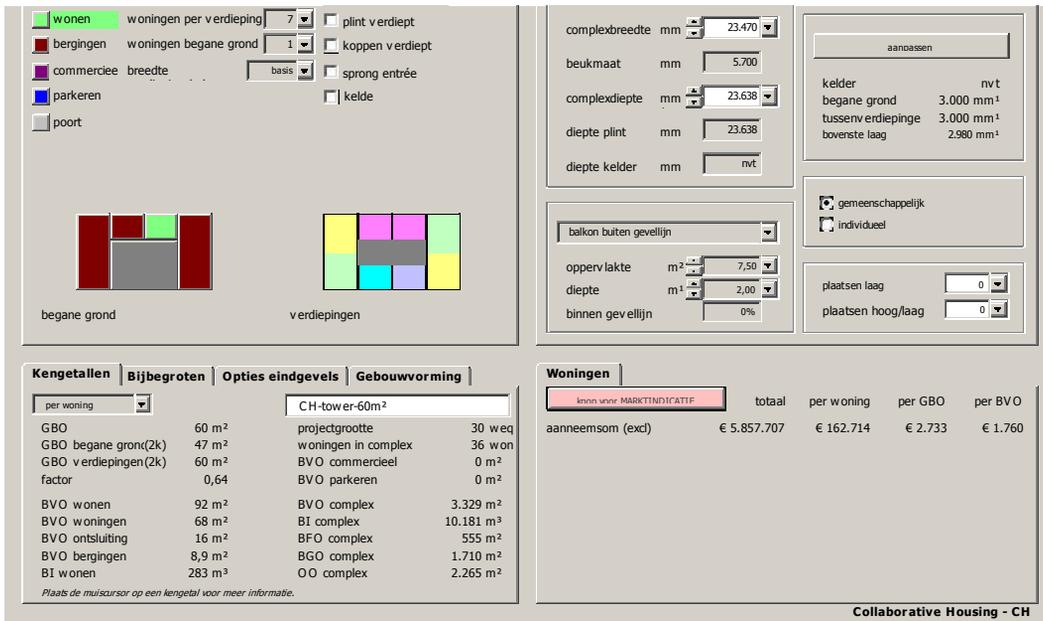 wonen woningen per verdieping 7 plint verdiept
bergingen woningen begane grond 1 koppen verdiept
commerciee breedte basis sprong entrée
parkeren kelde
poort
begane grond verdiepingen
complexbreedte mm 23.470
beukmaat mm 5.700
complexdiepte mm 23.638
diepte plint mm 23.638
diepte kelder mm nvt
aanpassen
kelder nvt
begane grond 3.000 mm¹
tussenverdiepinge 3.000 mm¹
bovenste laag 2.980 mm¹
balkon buiten gevellijn
oppervlakte m² 7,50
diepte m¹ 2,00
binnen gevellijn 0%
gemeenschappelijk
individueel
plaatsen laag 0
plaatsen hoog/laag 0
Kengetallen Bijbegroten Opties eindgevels Gebouwvorming
per woning CH-tower-60m²
GBO 60 m² projectgrootte 30 weq
GBO begane gronc(2k) 47 m² woningen in complex 36 won
GBO verdiepingen(2k) 60 m² BVO commercieel 0 m²
factor 0,64 BVO parkeren 0 m²
BVO wonen 92 m² BVO complex 3.329 m²
BVO woningen 68 m² BI complex 10.181 m³
BVO ontsluiting 16 m² BFO complex 555 m²
BVO bergingen 8,9 m² BGO complex 1.710 m²
BI wonen 283 m³ OO complex 2.265 m²
Plaats de muiscursor op een kengetal voor meer informatie.
Woningen
knop voor MARKTINDICATIE totaal per woning per GBO per BVO
aanneemsom (excl) € 5.857.707 € 162.714 € 2.733 € 1.760
Collaborative Housing - CH